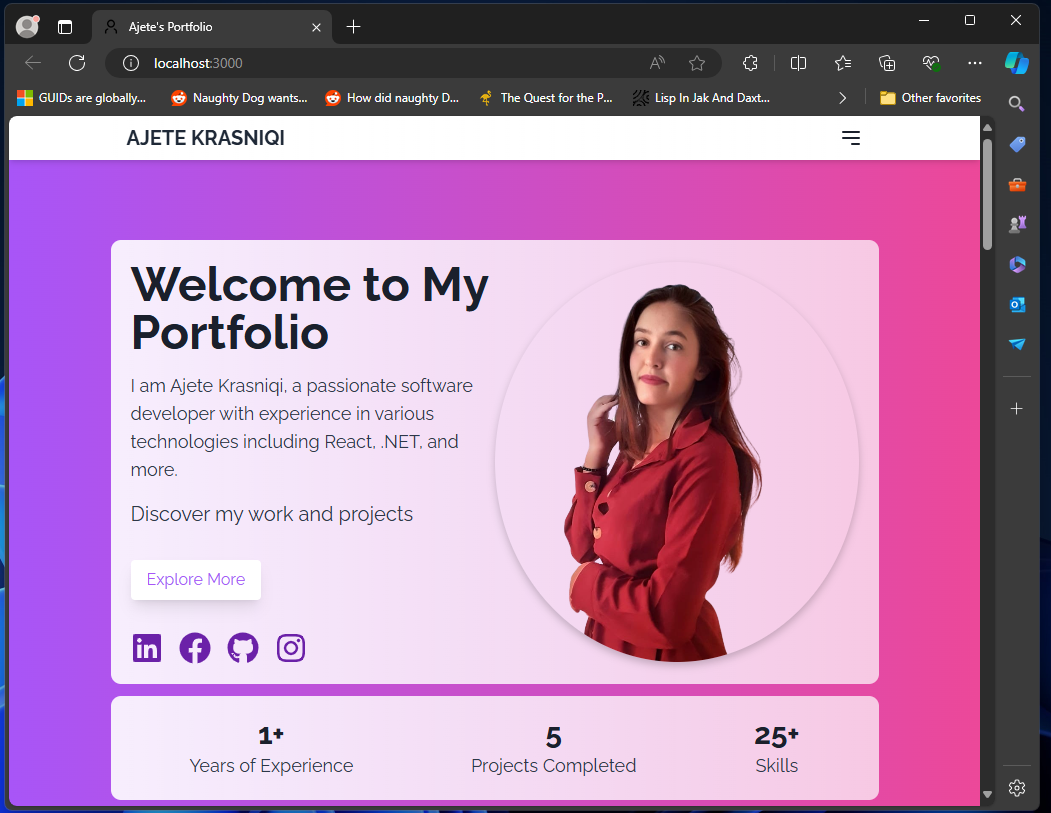 Ajete's Portfolio
localhost:3000
GUIDs are globally...
Naughty Dog wants...
How did naughty D...
The Quest for the P...
Lisp In Jak And Daxt...
Other favorites
AJETE KRASNIQI
Welcome to My
Portfolio
I am Ajete Krasniqi, a passionate software
developer with experience in various
technologies including React, .NET, and
more.
Discover my work and projects
Explore More
1+
Years of Experience
5
Projects Completed
25+
Skills